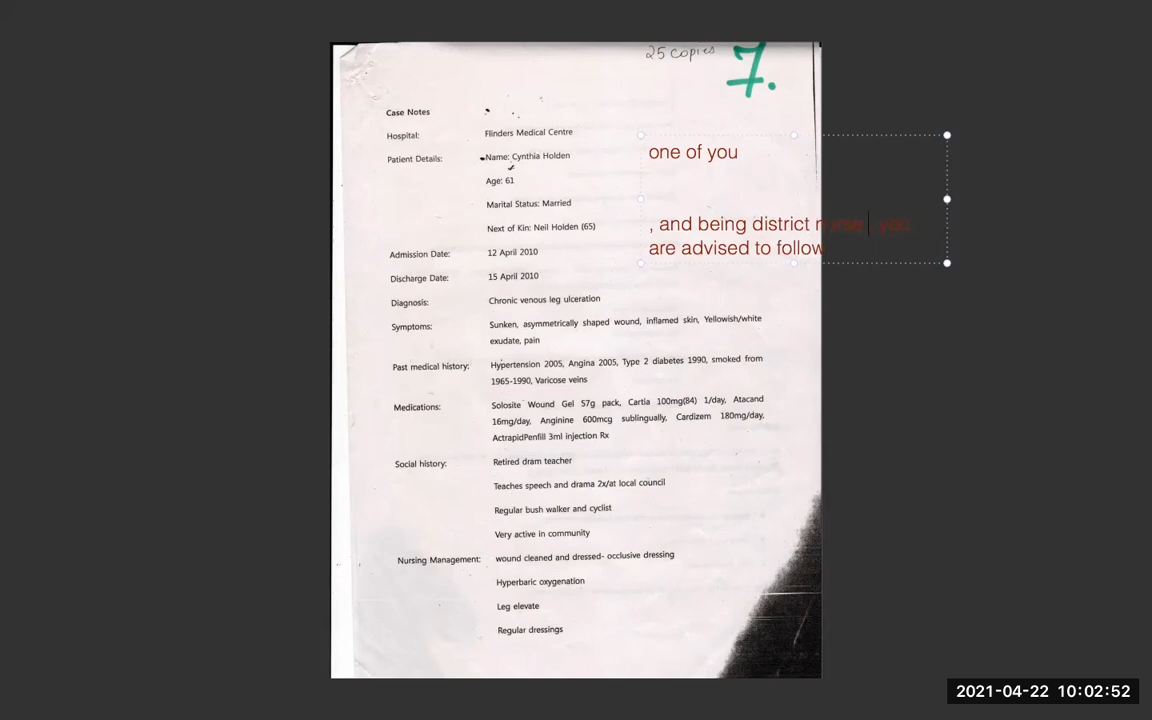 25 copies 7.
Case Notes
Hospital: Flinders Medical Centre
Patient Details: Name: Cynthia Holden
one of you
Age: 61
Marital Status: Married
Next of Kin: Neil Holden (65)
, and being district nurse, you
are advised to follow
Admission Date: 12 April 2010
Discharge Date: 15 April 2010
Diagnosis: Chronic venous leg ulceration
Symptoms: Sunken, asymmetrically shaped wound, inflamed skin, Yellowish/white
exudate, pain
Past medical history: Hypertension 2005, Angina 2005, Type 2 diabetes 1990, smoked from
1965-1990, Varicose veins
Medications: Solosite Wound Gel 57g pack, Cartia 100mg(84) 1/day, Atacand
16mg/day, Anginine 600mcg sublingually, Cardizem 180mg/day,
ActrapidPenfill 3ml injection Rx
Social history: Retired dram teacher
Teaches speech and drama 2x/at local council
Regular bush walker and cyclist
Very active in community
Nursing Management: wound cleaned and dressed- occlusive dressing
Hyperbaric oxygenation
Leg elevate
Regular dressings
2021-04-22 10:02:52